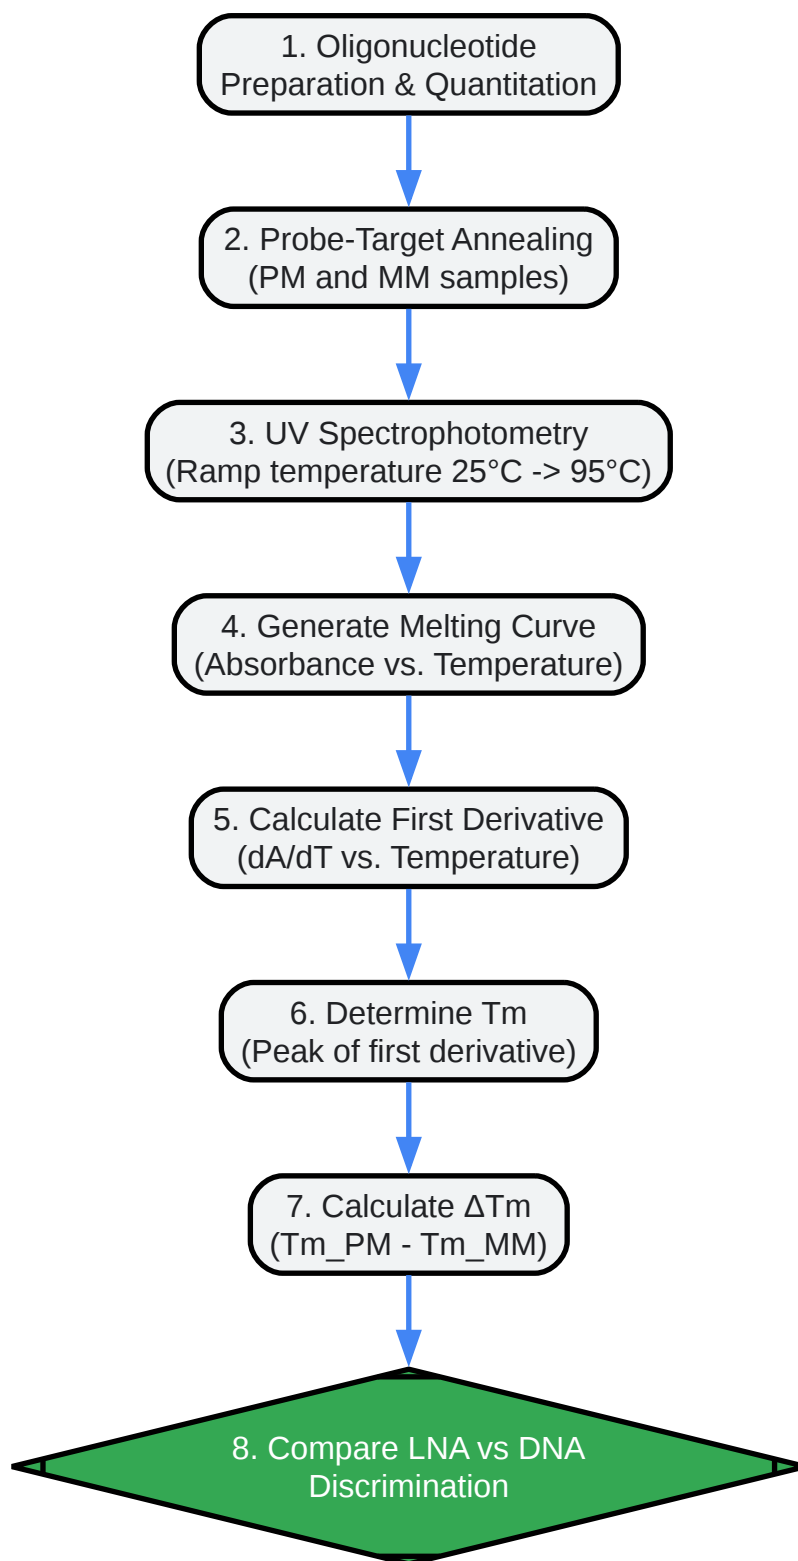 1. Oligonucleotide
Preparation & Quantitation
2. Probe-Target Annealing
(PM and MM samples)
3. UV Spectrophotometry
(Ramp temperature 25°C -> 95°C)
4. Generate Melting Curve
(Absorbance vs. Temperature)
5. Calculate First Derivative
(dA/dT vs. Temperature)
6. Determine Tm
(Peak of first derivative)
7. Calculate ΔTm
(Tm_PM - Tm_MM)
8. Compare LNA vs DNA
Discrimination